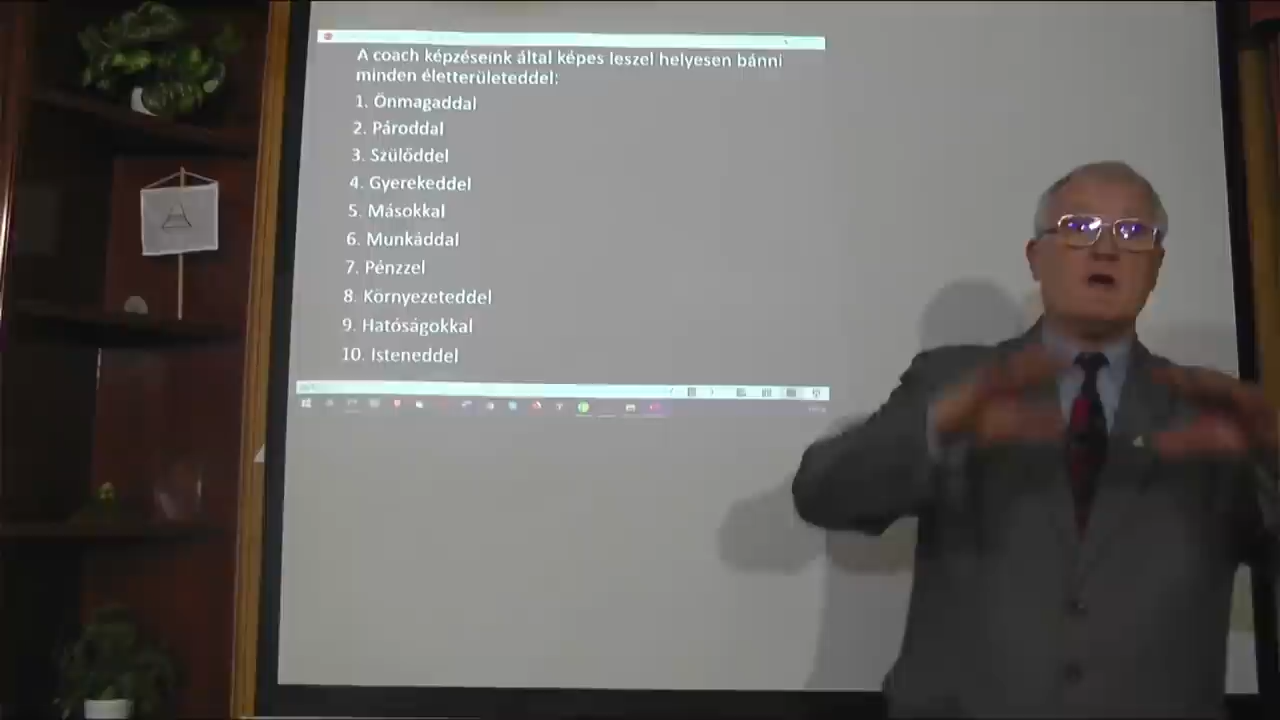 A coach képzéseink által képes leszel helyesen bánni
minden életterületeddel:
1. Önmagaddal
2. Pároddal
3. Szülőddel
4. Gyerekeddel
5. Másokkal
6. Munkáddal
7. Pénzzel
8. Környezeteddel
9. Hatóságokkal
10. Isteneddel